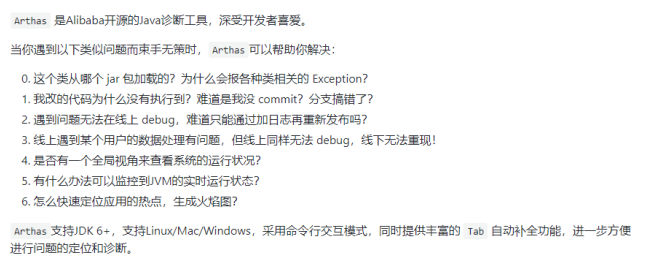 Arthas 是Alibaba开源的Java诊断工具，深受开发者喜爱。
当你遇到以下类似问题而束手无策时，Arthas可以帮助你解决：
0. 这个类从哪个 jar 包加载的？为什么会报各种类相关的 Exception？
1. 我改的代码为什么没有执行到？难道是我没 commit？分支搞错了？
2. 遇到问题无法在线上 debug，难道只能通过加日志再重新发布吗？
3. 线上遇到某个用户的数据处理有问题，但线上同样无法 debug，线下无法重现！
4. 是否有一个全局视角来查看系统的运行状况？
5. 有什么办法可以监控到JVM的实时运行状态？
6. 怎么快速定位应用的热点，生成火焰图？
Arthas支持JDK 6+，支持Linux/Mac/Windows，采用命令行交互模式，同时提供丰富的 Tab 自动补全功能，进一步方便
进行问题的定位和诊断。